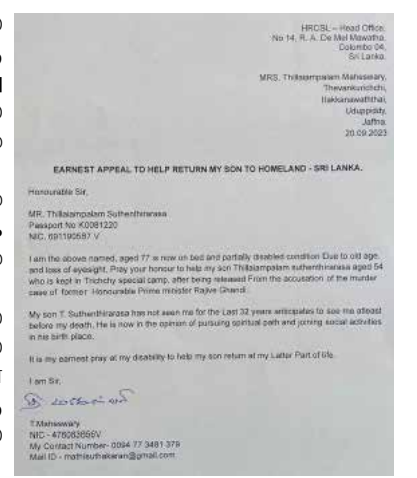 HRCSL – Head Office,
No 14, R. A. De Mel Mawatha,
Colombo 04,
Sri Lanka.
MRS. Thillaiampalam Maheswary,
Thevankurichchi,
Ilakkanawaththai,
Uduppiddy,
Jaffna.
20.09.2023
EARNEST APPEAL TO HELP RETURN MY SON TO HOMELAND - SRI LANKA.
Honourable Sir,
MR. Thillaiampalam Suthenthirarasa
Passport No K0081220
NIC. 691190587 V
I am the above named, aged 77 is now on bed and partially disabled condition Due to old age,
and loss of eyesight. Pray your honour to help my son Thillaiampalam suthenthirarasa aged 54
who is kept in Trichchy special camp, after being released From the accusation of the murder
case of former Honourable Prime minister Rajive Ghandi.
My son T. Suthenthirarasa has not seen me for the Last 32 years anticipates to see me atleast
before my death. He is now in the opinion of pursuing spiritual path and joining social activities
in his birth place.
It is my earnest pray at my disability to help my son return at my Latter Part of life.
I am Sir,
T.Maheswary
NIC - 476083866V
My Contact Number- 0094 77 3481 379
Mail ID - mathisuthakaran@gmail.com